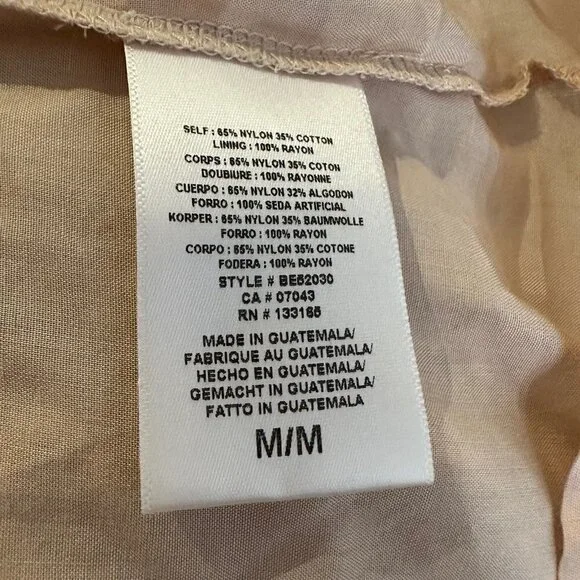 SELF : 65% NYLON 35% COTTON
LINING : 100% RAYON
CORPS : 65% NYLON 35% COTON
DOUBIURE : 100% RAYONNE
CUERPO : 65% NYLON 32% ALGODON
FORRO : 100% SEDA ARTIFICIAL
KORPER : 65% NYLON 35% BAUMWOLLE
FORRO : 100% RAYON
CORPO : 65% NYLON 35% COTONE
FODERA : 100% RAYON
STYLE # BE52030
CA # 07043
RN # 133165
MADE IN GUATEMALA/
FABRIQUE AU GUATEMALA/
HECHO EN GUATEMALA/
GEMACHT IN GUATEMALA/
FATTO IN GUATEMALA
M/M